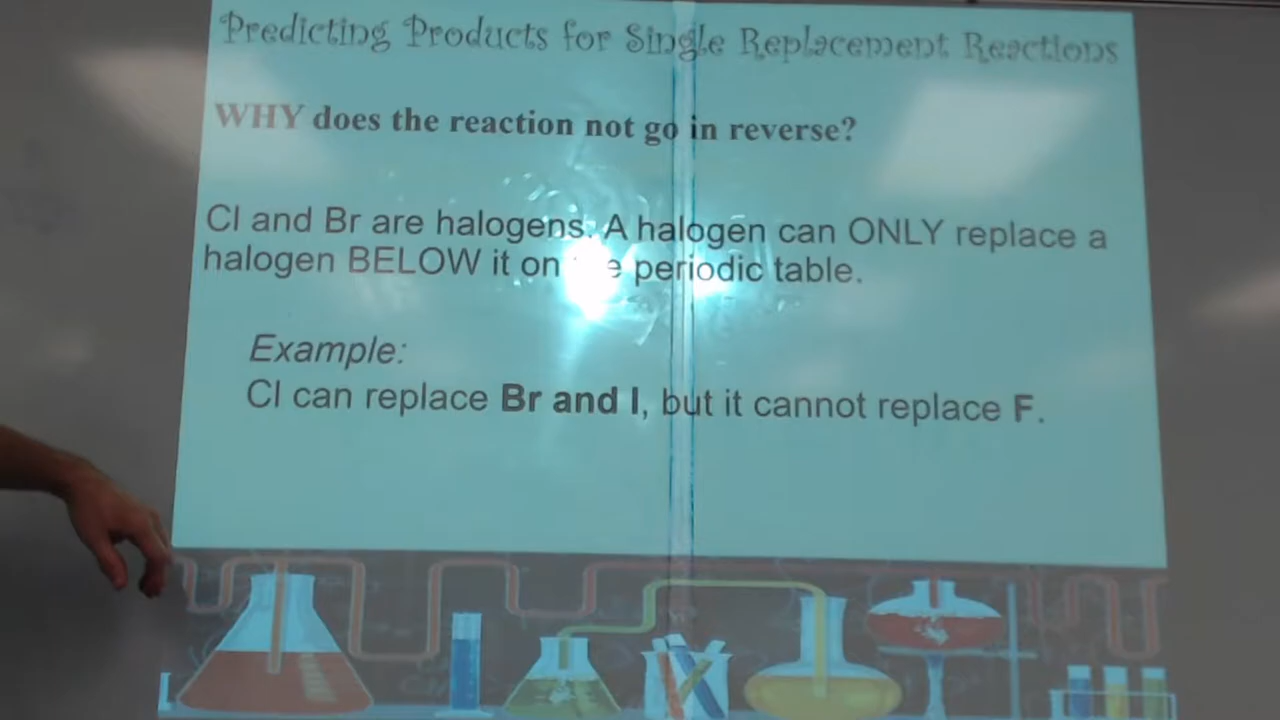 Predicting Products for Single Replacement Reactions
WHY does the reaction not go in reverse?
Cl and Br are halogens. A halogen can ONLY replace a
halogen BELOW it on periodic table.
Example:
Cl can replace Br and I, but it cannot replace F.